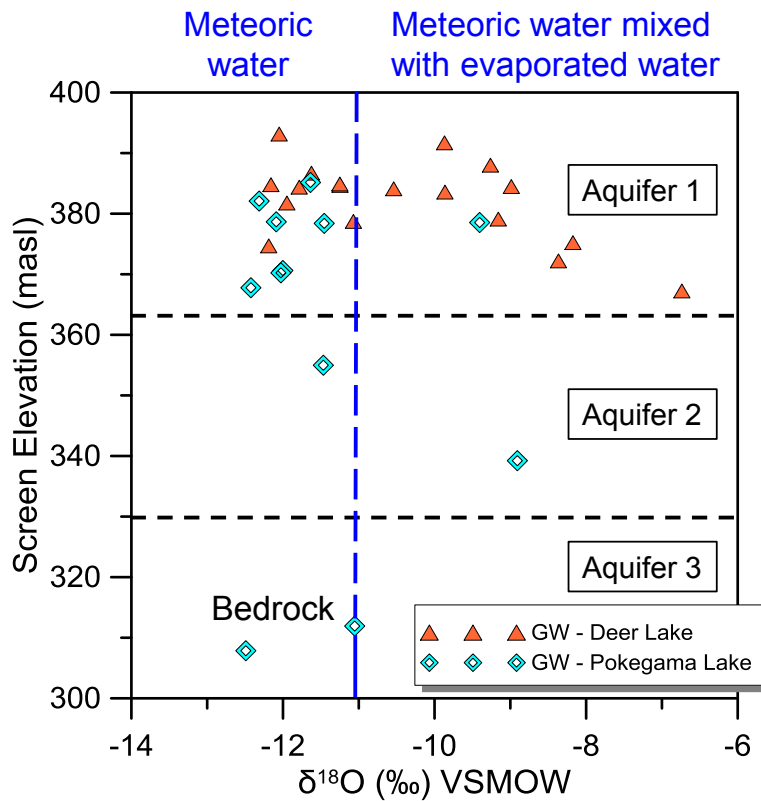 Meteoric
water
Meteoric water mixed
with evaporated water
400
380
360
340
320
300
Screen Elevation (masl)
Aquifer 1
Aquifer 2
Aquifer 3
Bedrock
GW - Deer Lake
GW - Pokegama Lake
-14
-12
-10
-8
-6
δ¹⁸O (‰) VSMOW